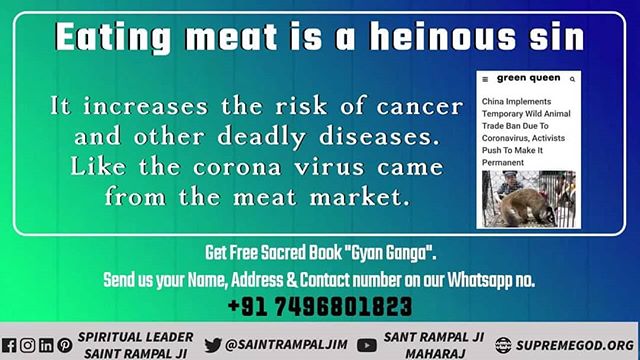 Eating meat is a heinous sin
It increases the risk of cancer
and other deadly diseases.
Like the corona virus came
from the meat market.
green queen
China Implements
Temporary Wild Animal
Trade Ban Due To
Coronavirus, Activists
Push To Make It
Permanent
Get Free Sacred Book "Gyan Ganga".
Send us your Name, Address & Contact number on our Whatsapp no.
+91 7496801823
SPIRITUAL LEADER
SAINT RAMPAL JI
@SAINTRAMPALJIM
SANT RAMPAL JI
MAHARAJ
SUPREMEGOD.ORG